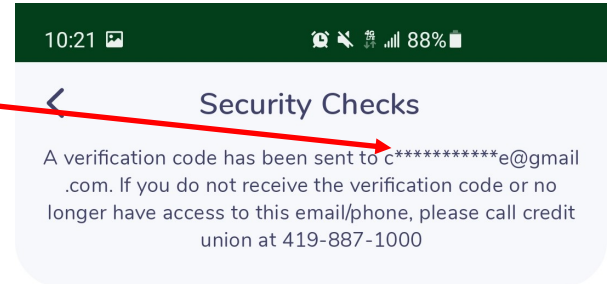 10:21 88%
Security Checks
A verification code has been sent to c***********e@gmail
.com. If you do not receive the verification code or no
longer have access to this email/phone, please call credit
union at 419-887-1000